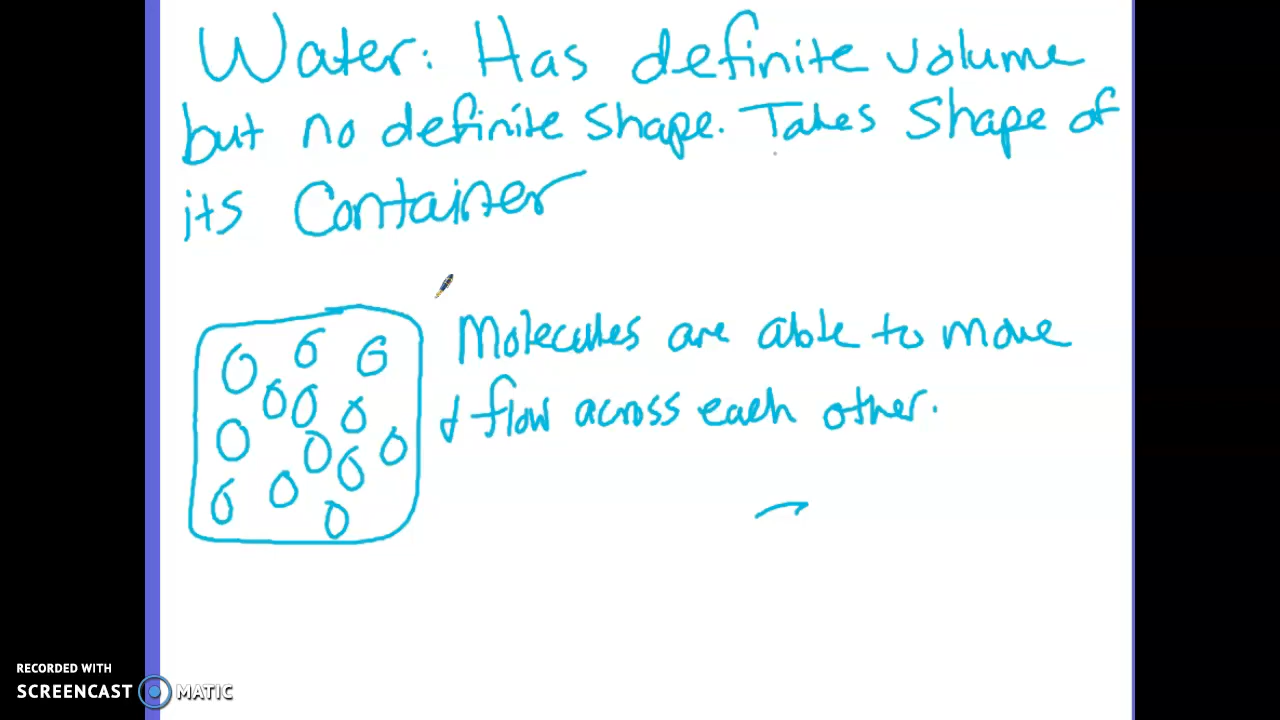 Water: Has definite volume
but no definite shape. Takes Shape of
its Container
Molecules are able to move
& flow across each other.
RECORDED WITH
SCREENCAST MATIC